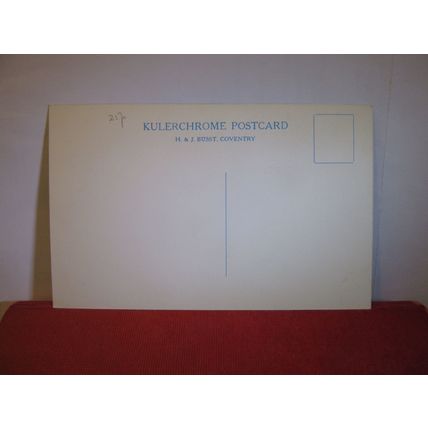 25p
KULERCHROME POSTCARD
H. & J. BUSST, COVENTRY